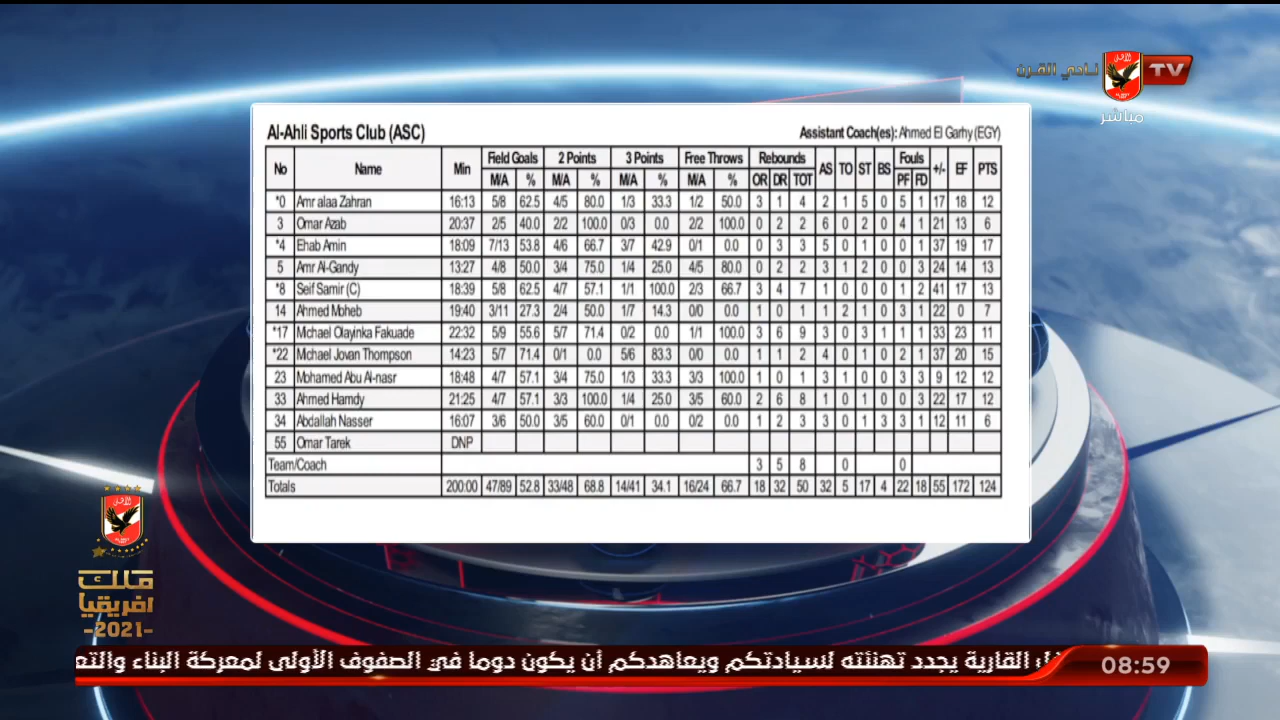 نادي القرن
TV
مباشر
Al-Ahli Sports Club (ASC) Assistant Coach(es): Ahmed El Garhy (EGY)
No Name Min Field Goals 2 Points 3 Points Free Throws Rebounds AS TO ST BS Fouls +/- EF PTS
M/A % M/A % M/A % M/A % OR DR TOT PF FD
*0 Amr alaa Zahran 16:13 5/8 62.5 4/5 80.0 1/3 33.3 1/2 50.0 3 1 4 2 1 5 0 5 1 17 18 12
3 Omar Azab 20:37 2/5 40.0 2/2 100.0 0/3 0.0 2/2 100.0 0 2 2 6 0 2 0 4 1 21 13 6
*4 Ehab Amin 18:09 7/13 53.8 4/6 66.7 3/7 42.9 0/1 0.0 0 3 3 5 0 1 0 0 1 37 19 17
5 Amr Al-Gandy 13:27 4/8 50.0 3/4 75.0 1/4 25.0 4/5 80.0 0 2 2 3 1 2 0 0 3 24 14 13
*8 Seif Samir (C) 18:39 5/8 62.5 4/7 57.1 1/1 100.0 2/3 66.7 3 4 7 1 0 0 0 1 2 41 17 13
14 Ahmed Moheb 19:40 3/11 27.3 2/4 50.0 1/7 14.3 0/0 0.0 1 0 1 1 2 1 0 3 1 22 0 7
*17 Mchael Olayinka Fakuade 22:32 5/9 55.6 5/7 71.4 0/2 0.0 1/1 100.0 3 6 9 3 0 3 1 1 1 33 23 11
*22 Mchael Jovan Thompson 14:23 5/7 71.4 0/1 0.0 5/6 83.3 0/0 0.0 1 1 2 4 0 1 0 2 1 37 20 15
23 Mohamed Abu Al-nasr 18:48 4/7 57.1 3/4 75.0 1/3 33.3 3/3 100.0 1 0 1 3 1 0 0 3 3 9 12 12
33 Ahmed Hamdy 21:25 4/7 57.1 3/3 100.0 1/4 25.0 3/5 60.0 2 6 8 1 0 1 0 0 3 22 17 12
34 Abdallah Nasser 16:07 3/6 50.0 3/5 60.0 0/1 0.0 0/2 0.0 1 2 3 3 0 1 3 3 1 12 11 6
55 Omar Tarek DNP
Team/Coach 3 5 8 0 0
Totals 200:00 47/89 52.8 33/48 68.8 14/41 34.1 16/24 66.7 18 32 50 32 5 17 4 22 18 55 172 124
ملك
افريقيا
-2021-
القارية يجدد تهنئته لسيادتكم ويعاهدكم أن يكون دوما في الصفوف الأولى لمعركة البناء
08:59